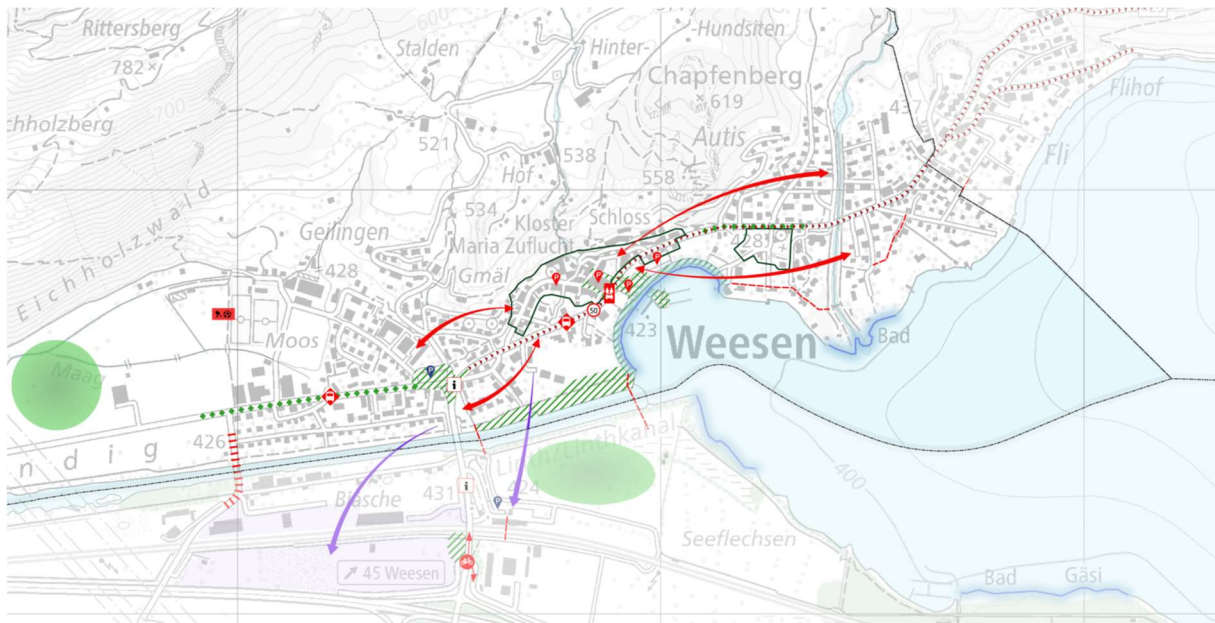 Rittersberg
782
600
Stalden
Hinter-
-Hundsiten
Chapfenberg
619
437
Flihof
chholzberg
700
521
Autis
Fli
Hof
538
558
Eichholzwald
534
Kloster
Maria Zuflucht
Schloss
Geilingen
428
Gmäl
P
P
P
P
50
Moos
423
Weesen
Bad
Maag
P
i
426
n d i g
Linth/Linthkanal
Biäsche
431
i
P
424
400
Seeflechsen
45 Weesen
Bad
Gäsi